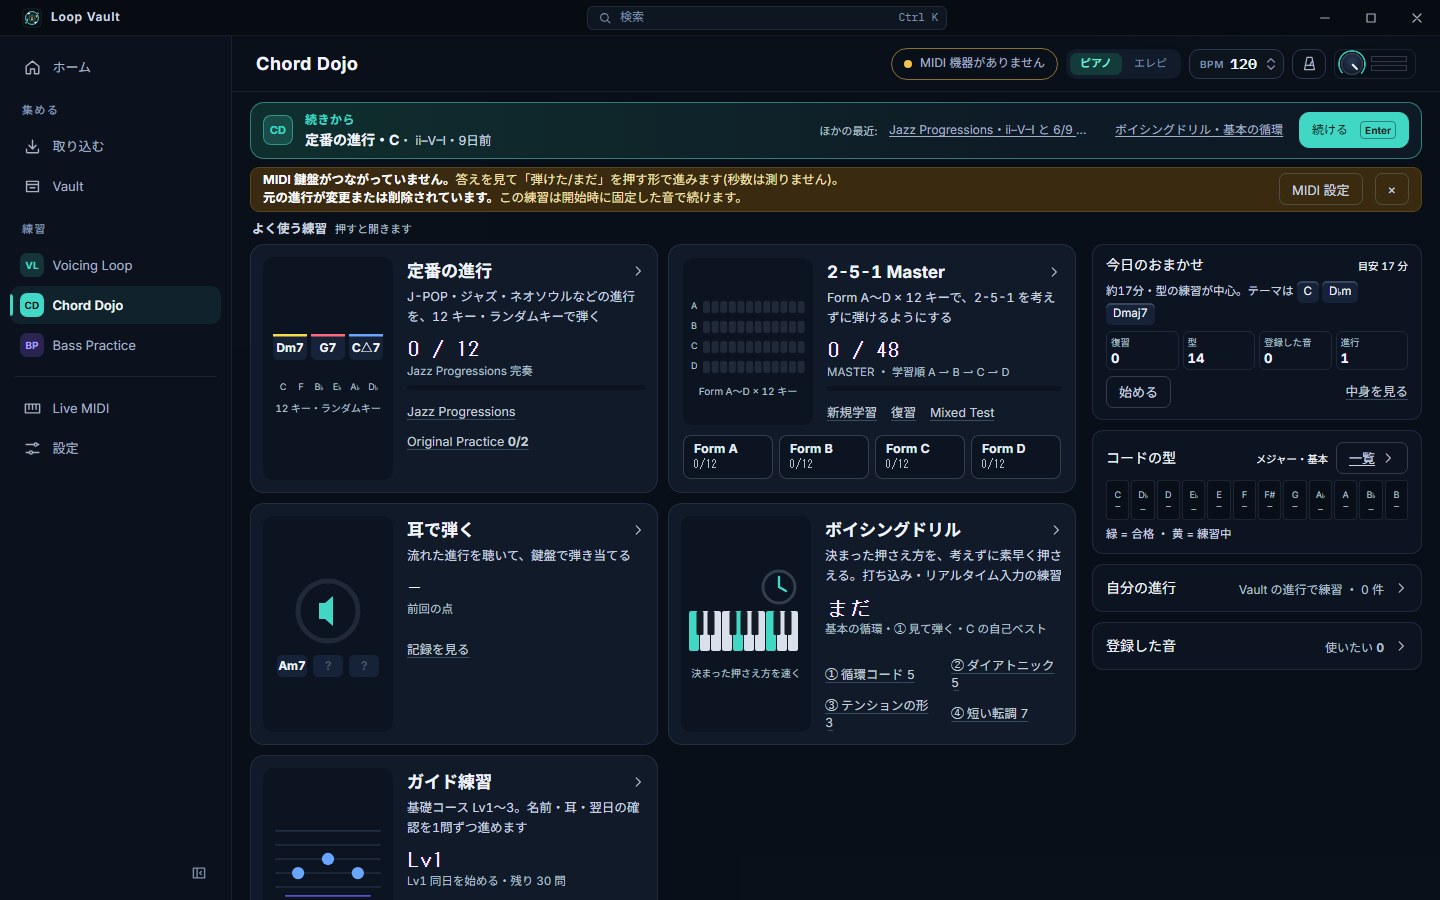 Loop Vault
検索
Ctrl K
ホーム
集める
取り込む
Vault
練習
VL Voicing Loop
CD Chord Dojo
BP Bass Practice
Live MIDI
設定
Chord Dojo
MIDI 機器がありません
ピアノ
エレピ
BPM 120
CD
続きから
定番の進行・C・ ii–V–I・9日前
ほかの最近:
Jazz Progressions・ii–V–I と 6/9 ...
ボイシングドリル・基本の循環
続ける Enter
MIDI 鍵盤がつながっていません。答えを見て「弾けた/まだ」を押す形で進みます(秒数は測りません)。
元の進行が変更または削除されています。この練習は開始時に固定した音で続けます。
MIDI 設定
×
よく使う練習 押すと開きます
Dm7 G7 C△7
C F B♭ E♭ A♭ D♭
12 キー・ランダムキー
定番の進行
J-POP・ジャズ・ネオソウルなどの進行
を、12 キー・ランダムキーで弾く
0 / 12
Jazz Progressions 完奏
Jazz Progressions
Original Practice 0/2
A
B
C
D
Form A〜D × 12 キー
2-5-1 Master
Form A〜D × 12 キーで、2-5-1 を考え
ずに弾けるようにする
0 / 48
MASTER ・ 学習順 A → B → C → D
新規学習 復習 Mixed Test
Form A
0/12
Form B
0/12
Form C
0/12
Form D
0/12
Am7 ? ?
耳で弾く
流れた進行を聴いて、鍵盤で弾き当てる
–
前回の点
記録を見る
決まった押さえ方を速く
ボイシングドリル
決まった押さえ方を、考えずに素早く押さ
える。打ち込み・リアルタイム入力の練習
まだ
基本の循環・① 見て弾く・C の自己ベスト
① 循環コード 5
② ダイアトニック
5
③ テンションの形
3
④ 短い転調 7
ガイド練習
基礎コース Lv1〜3。名前・耳・翌日の確
認を1問ずつ進めます
Lv1
Lv1 同日を始める・残り 30 問
今日のおまかせ
目安 17 分
約17分・型の練習が中心。テーマは C D♭m
Dmaj7
復習
0
型
14
登録した音
0
進行
1
始める
中身を見る
コードの型
メジャー・基本
一覧
C D♭ D E♭ E F F# G A♭ A B♭ B
– – – – – – – – – – – –
緑 = 合格 ・ 黄 = 練習中
自分の進行
Vault の進行で練習 ・ 0 件
登録した音
使いたい 0